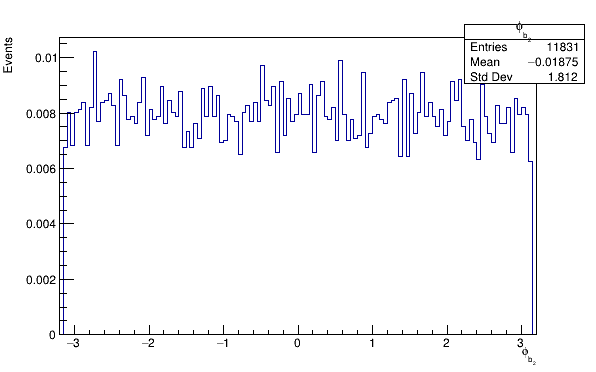 ϕ_b₂
Entries 11831
Mean −0.01875
Std Dev 1.812
Events
0.01
0.008
0.006
0.004
0.002
0
−3 −2 −1 0 1 2 3
ϕ_b₂